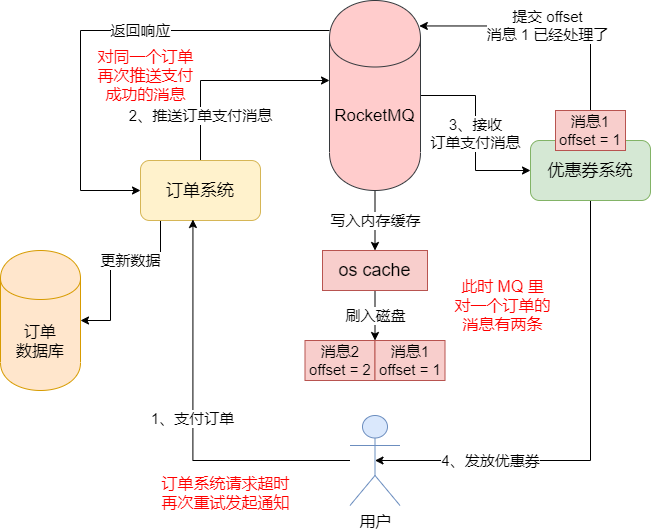 返回响应
对同一个订单
再次推送支付
成功的消息
2、推送订单支付消息
RocketMQ
提交 offset
消息 1 已经处理了
3、接收
订单支付消息
消息1
offset = 1
优惠券系统
订单系统
更新数据
订单
数据库
写入内存缓存
os cache
刷入磁盘
消息2
offset = 2
消息1
offset = 1
此时 MQ 里
对一个订单的
消息有两条
1、支付订单
订单系统请求超时
再次重试发起通知
4、发放优惠券
用户